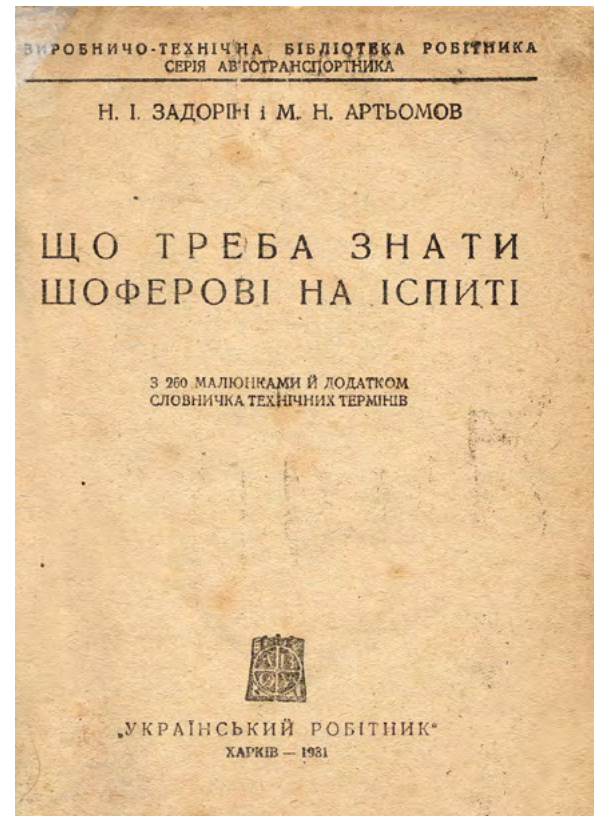 ВИРОБНИЧО-ТЕХНІЧНА БІБЛІОТЕКА РОБІТНИКА
СЕРІЯ АВТОТРАНСПОРТНИКА
Н. І. ЗАДОРІН і М. Н. АРТЬОМОВ
ЩО ТРЕБА ЗНАТИ
ШОФЕРОВІ НА ІСПИТІ
З 260 МАЛЮНКАМИ Й ДОДАТКОМ
СЛОВНИЧКА ТЕХНІЧНИХ ТЕРМІНІВ
„УКРАЇНСЬКИЙ РОБІТНИК“
ХАРКІВ — 1931